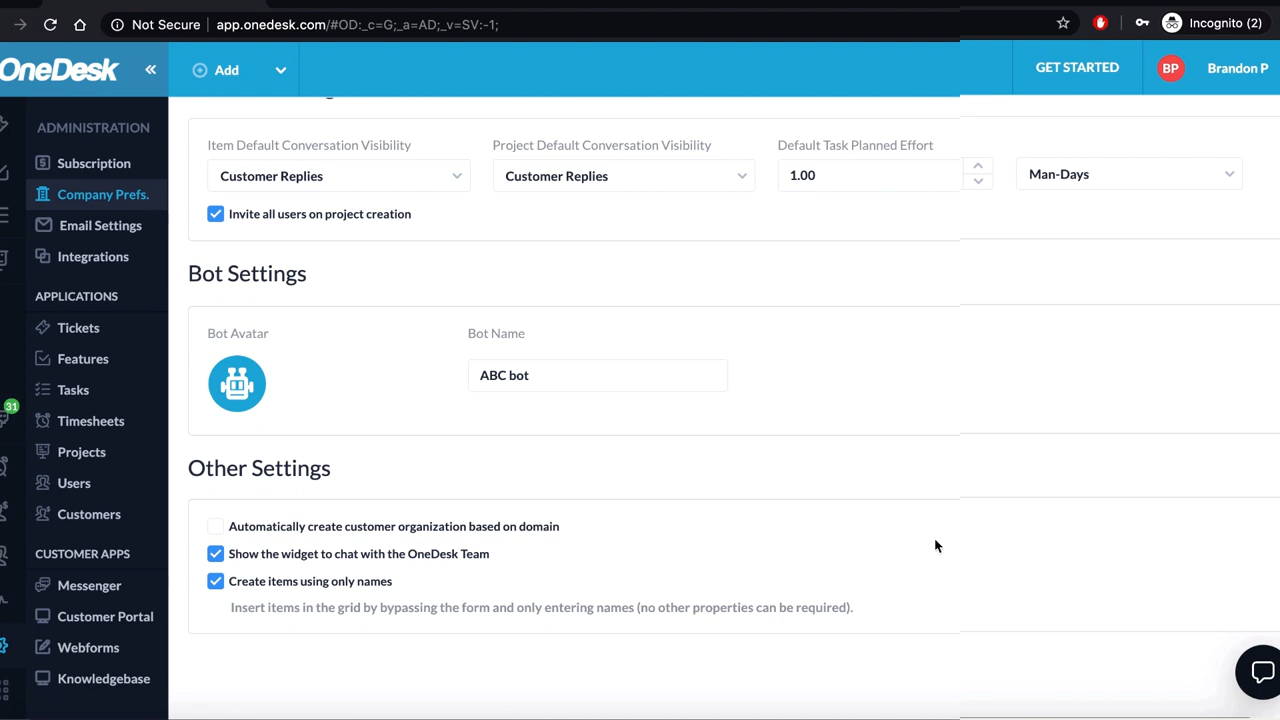 Not Secure | app.onedesk.com/#OD:_c=G;_a=AD;_v=SV:-1;
Incognito (2)
OneDesk
«
Add
GET STARTED
BP
Brandon P
ADMINISTRATION
Subscription
Company Prefs.
Email Settings
Integrations
APPLICATIONS
Tickets
Features
Tasks
31
Timesheets
Projects
Users
Customers
CUSTOMER APPS
Messenger
Customer Portal
Webforms
Knowledgebase
Item Default Conversation Visibility
Customer Replies
Project Default Conversation Visibility
Customer Replies
Default Task Planned Effort
1.00
Man-Days
Invite all users on project creation
Bot Settings
Bot Avatar
Bot Name
ABC bot
Other Settings
Automatically create customer organization based on domain
Show the widget to chat with the OneDesk Team
Create items using only names
Insert items in the grid by bypassing the form and only entering names (no other properties can be required).